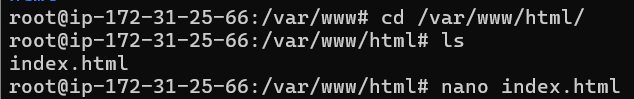 root@ip-172-31-25-66:/var/www# cd /var/www/html/
root@ip-172-31-25-66:/var/www/html# ls
index.html
root@ip-172-31-25-66:/var/www/html# nano index.html